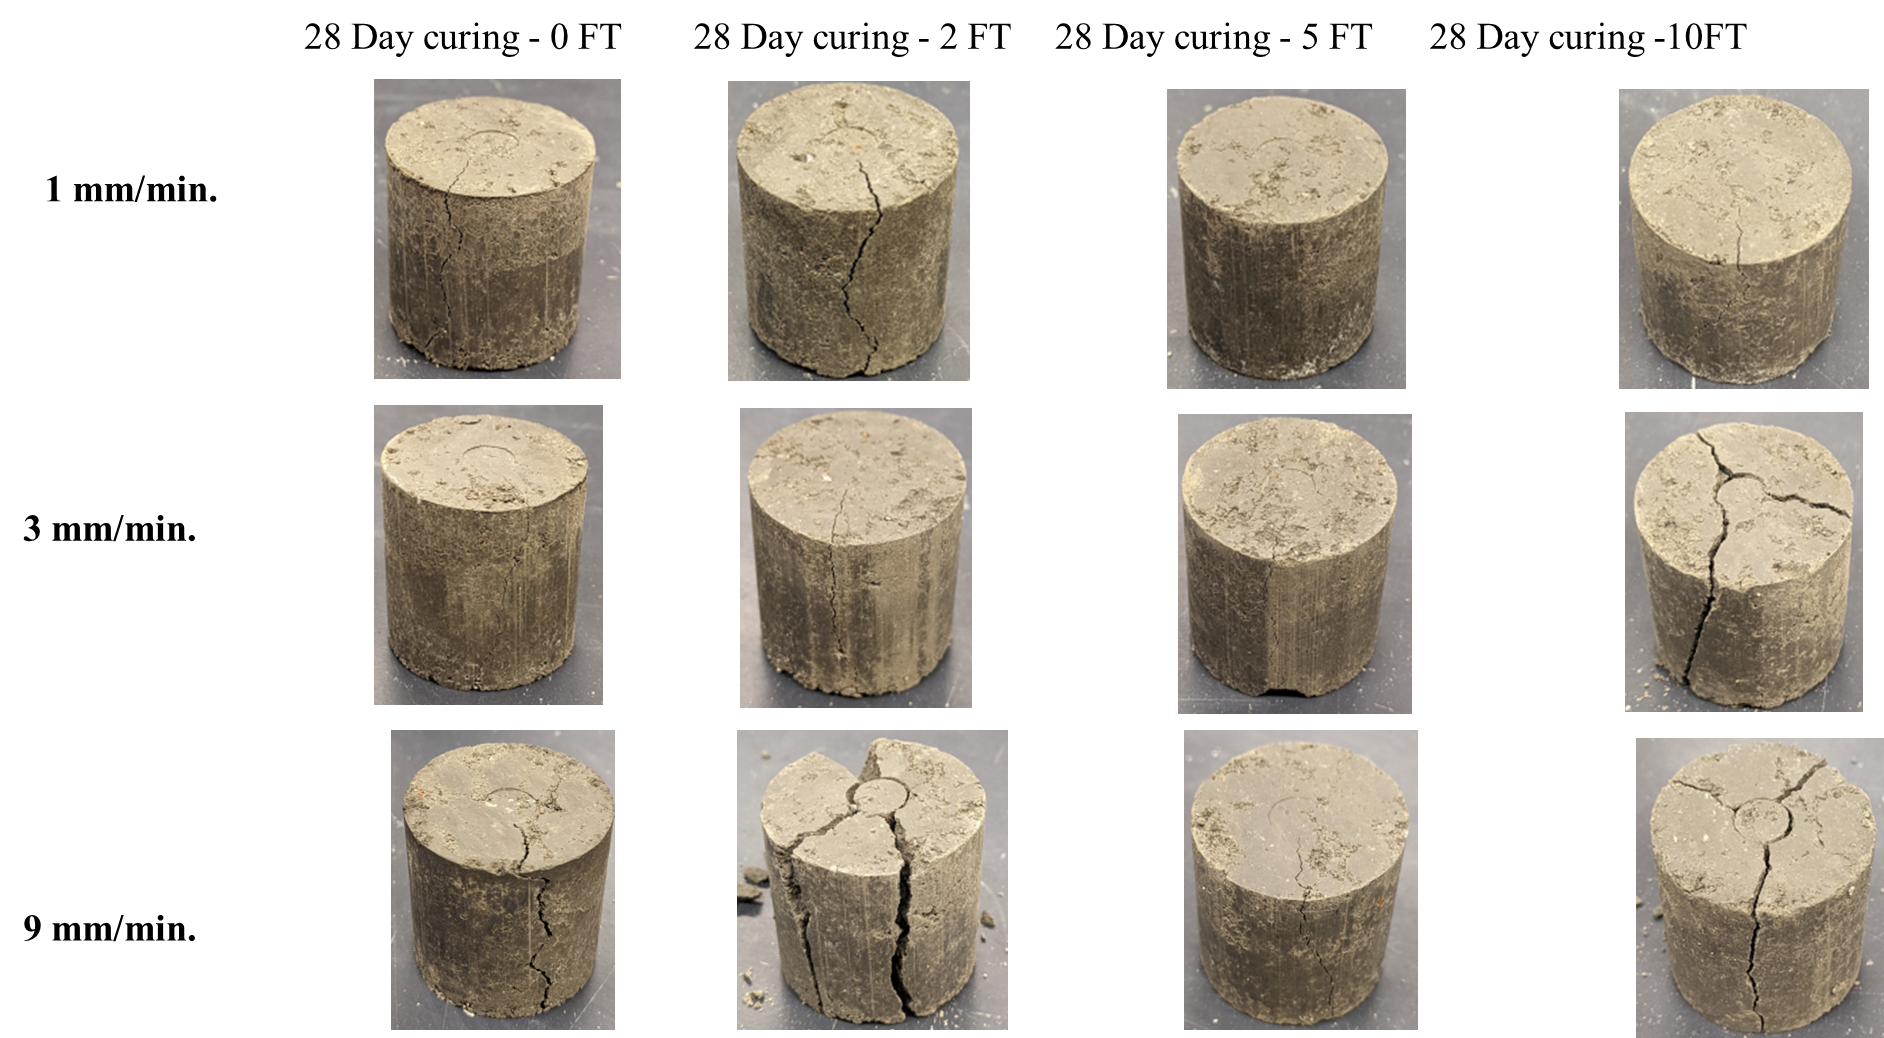 28 Day curing - 0 FT
28 Day curing - 2 FT
28 Day curing - 5 FT
28 Day curing -10FT
1 mm/min.
3 mm/min.
9 mm/min.